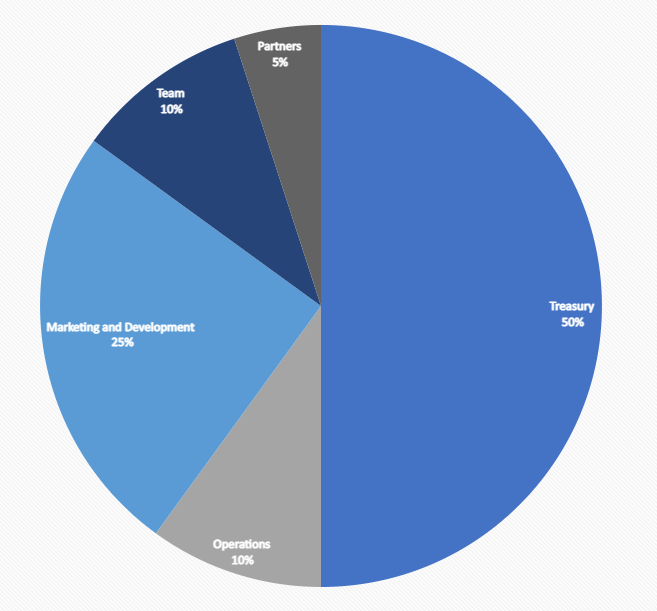 Partners
5%
Team
10%
Treasury
50%
Marketing and Development
25%
Operations
10%